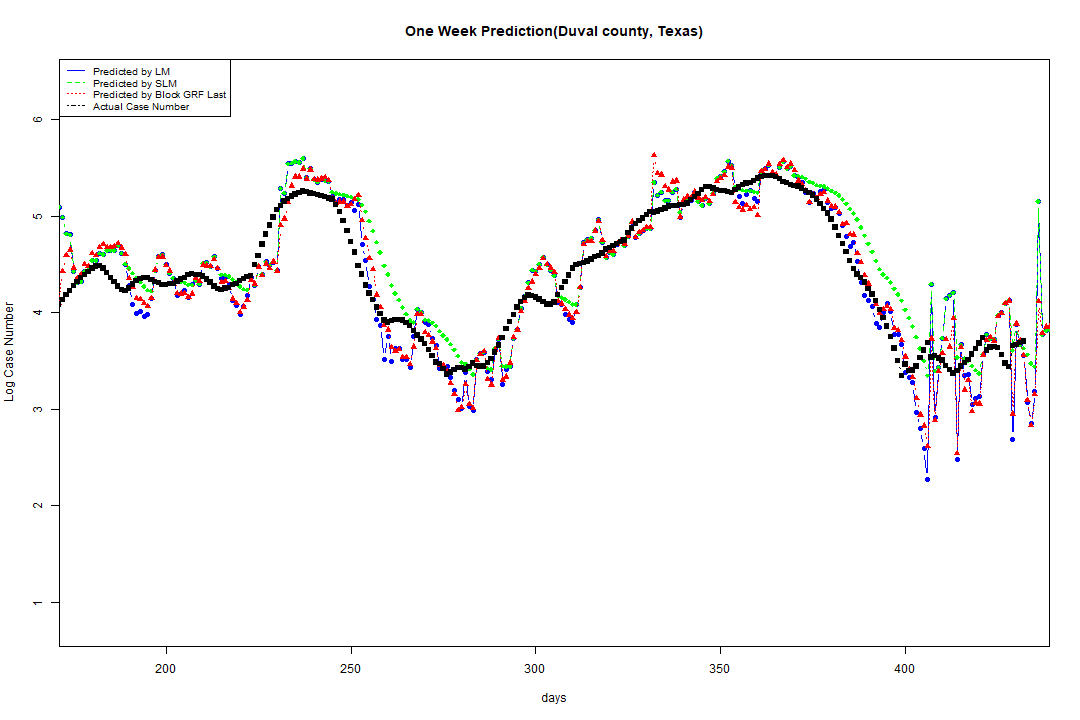 One Week Prediction(Duval county, Texas)
Predicted by LM
Predicted by SLM
Predicted by Block GRF Last
Actual Case Number
Log Case Number
6
5
4
3
2
1
200
250
300
350
400
days